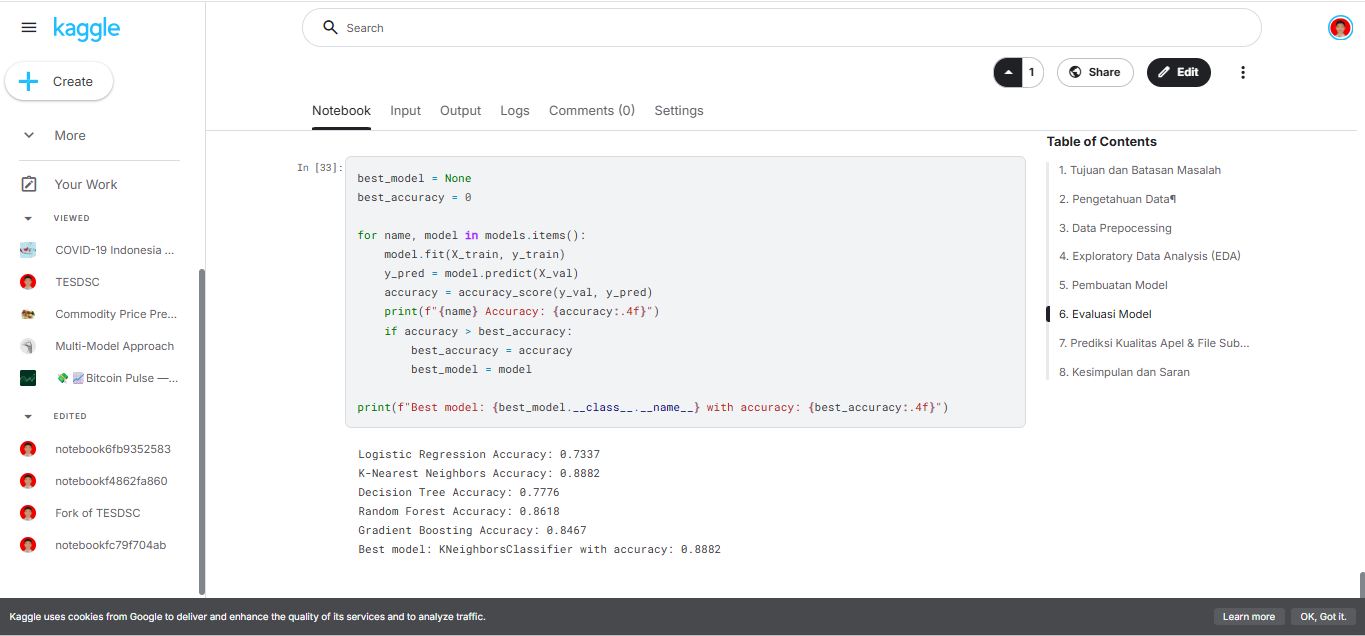 kaggle
Search
Create
1
Share
Edit
Notebook
Input
Output
Logs
Comments (0)
Settings
More
Your Work
VIEWED
COVID-19 Indonesia ...
TESDSC
Commodity Price Pre...
Multi-Model Approach
Bitcoin Pulse —...
EDITED
notebook6fb9352583
notebookf4862fa860
Fork of TESDSC
notebookfc79f704ab
In [33]:
best_model = None
best_accuracy = 0
for name, model in models.items():
    model.fit(X_train, y_train)
    y_pred = model.predict(X_val)
    accuracy = accuracy_score(y_val, y_pred)
    print(f"{name} Accuracy: {accuracy:.4f}")
    if accuracy > best_accuracy:
        best_accuracy = accuracy
        best_model = model
print(f"Best model: {best_model.__class__.__name__} with accuracy: {best_accuracy:.4f}")
Logistic Regression Accuracy: 0.7337
K-Nearest Neighbors Accuracy: 0.8882
Decision Tree Accuracy: 0.7776
Random Forest Accuracy: 0.8618
Gradient Boosting Accuracy: 0.8467
Best model: KNeighborsClassifier with accuracy: 0.8882
Table of Contents
1. Tujuan dan Batasan Masalah
2. Pengetahuan Data¶
3. Data Prepocessing
4. Exploratory Data Analysis (EDA)
5. Pembuatan Model
6. Evaluasi Model
7. Prediksi Kualitas Apel & File Sub...
8. Kesimpulan dan Saran
Kaggle uses cookies from Google to deliver and enhance the quality of its services and to analyze traffic.
Learn more
OK, Got it.